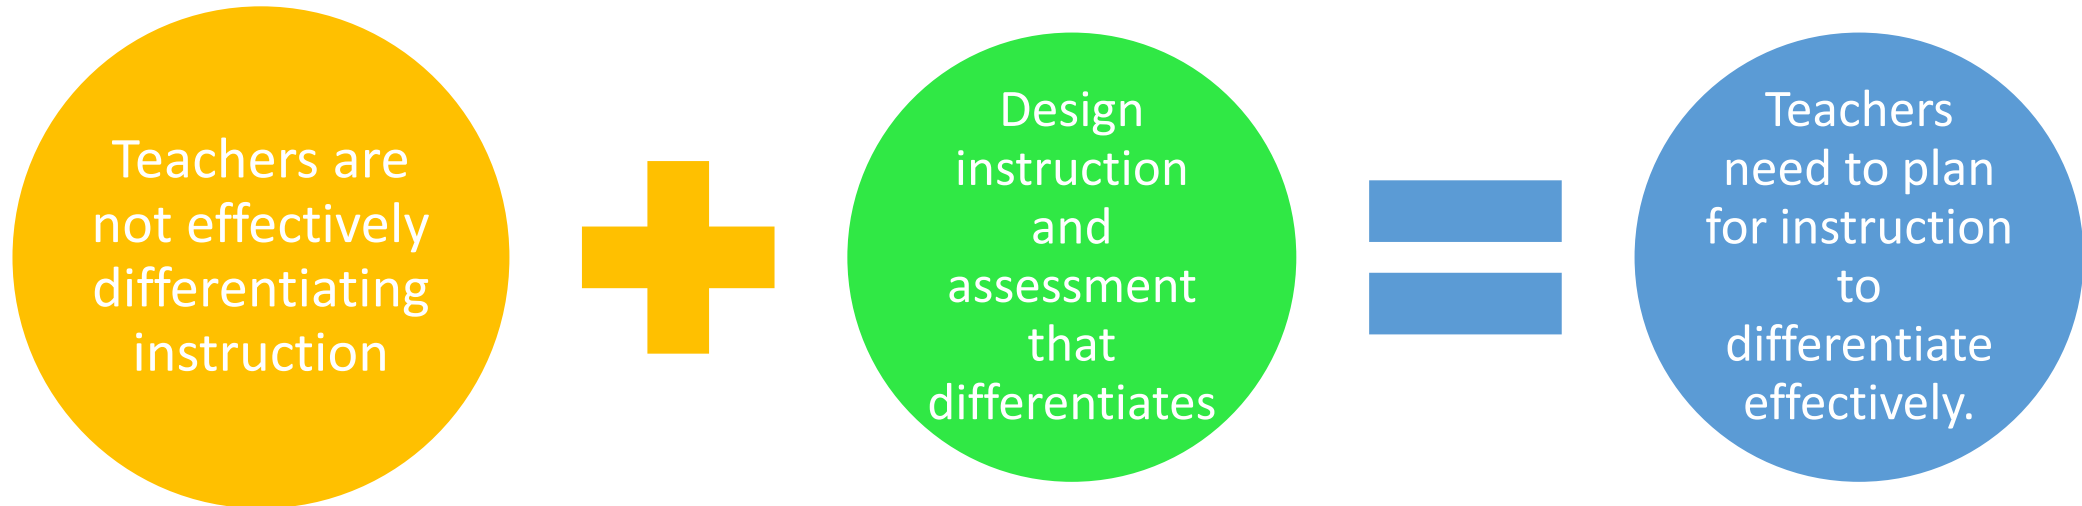 Teachers are
not effectively
differentiating
instruction
Design
instruction
and
assessment
that
differentiates
Teachers
need to plan
for instruction
to
differentiate
effectively.